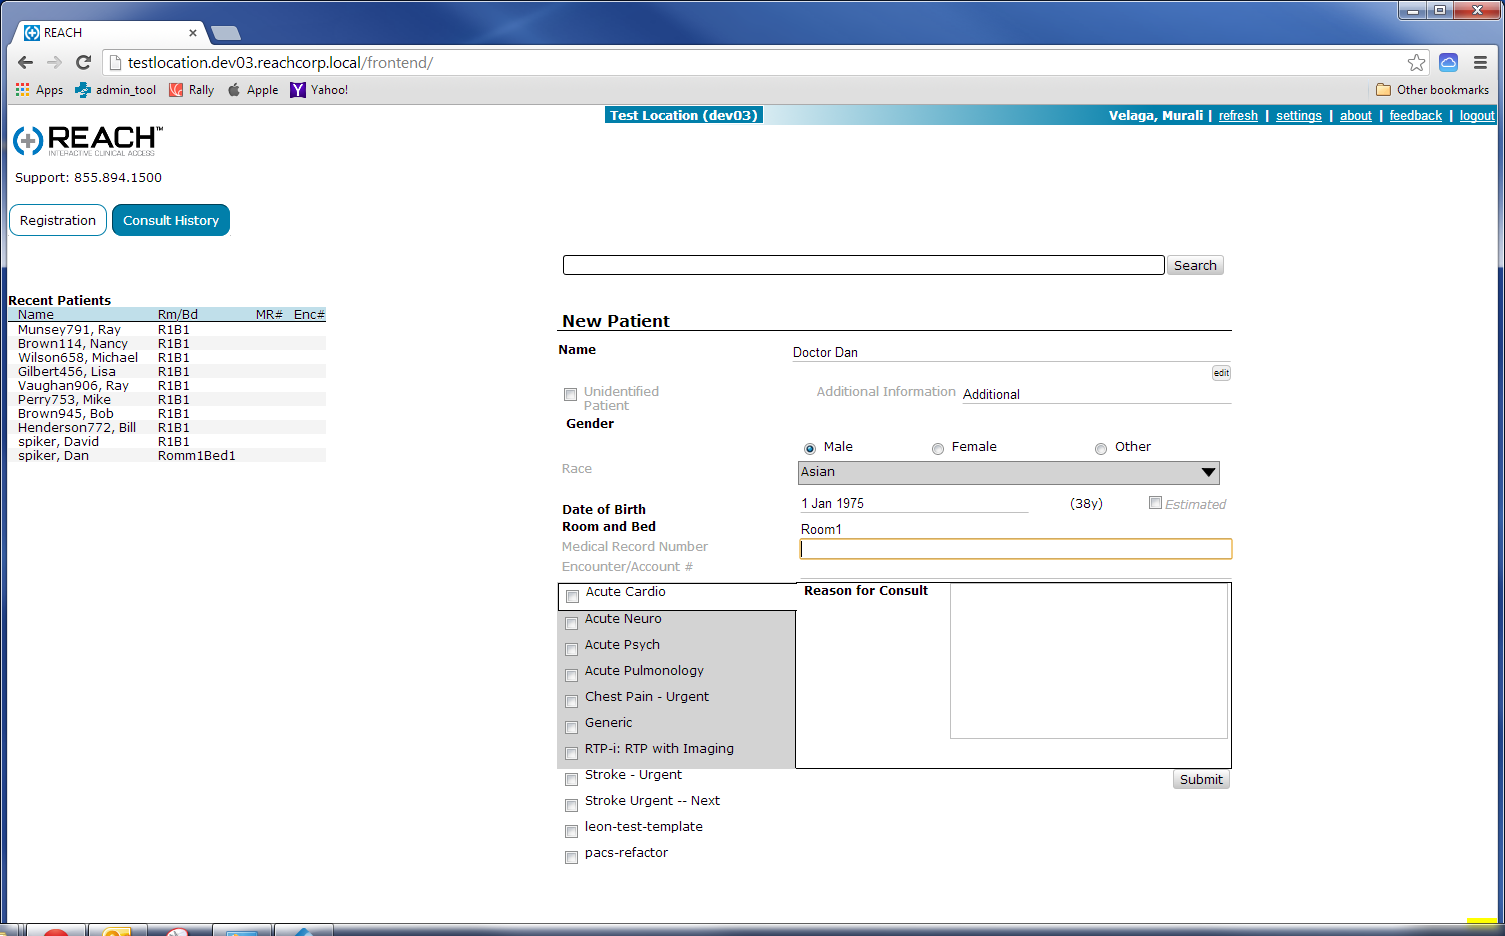 REACH
testlocation.dev03.reachcorp.local/frontend/
Apps admin_tool Rally Apple Yahoo! Other bookmarks
Test Location (dev03) Velaga, Murali | refresh | settings | about | feedback | logout
REACH™
INTERACTIVE CLINICAL ACCESS
Support: 855.894.1500
Registration Consult History
Search
Recent Patients
Name Rm/Bd MR# Enc#
Munsey791, Ray R1B1
Brown114, Nancy R1B1
Wilson658, Michael R1B1
Gilbert456, Lisa R1B1
Vaughan906, Ray R1B1
Perry753, Mike R1B1
Brown945, Bob R1B1
Henderson772, Bill R1B1
spiker, David R1B1
spiker, Dan Romm1Bed1
New Patient
Name Doctor Dan
edit
Unidentified Patient Additional Information Additional
Gender
Male Female Other
Race Asian
Date of Birth 1 Jan 1975 (38y) Estimated
Room and Bed Room1
Medical Record Number
Encounter/Account #
Acute Cardio Reason for Consult
Acute Neuro
Acute Psych
Acute Pulmonology
Chest Pain - Urgent
Generic
RTP-i: RTP with Imaging
Stroke - Urgent Submit
Stroke Urgent -- Next
leon-test-template
pacs-refactor